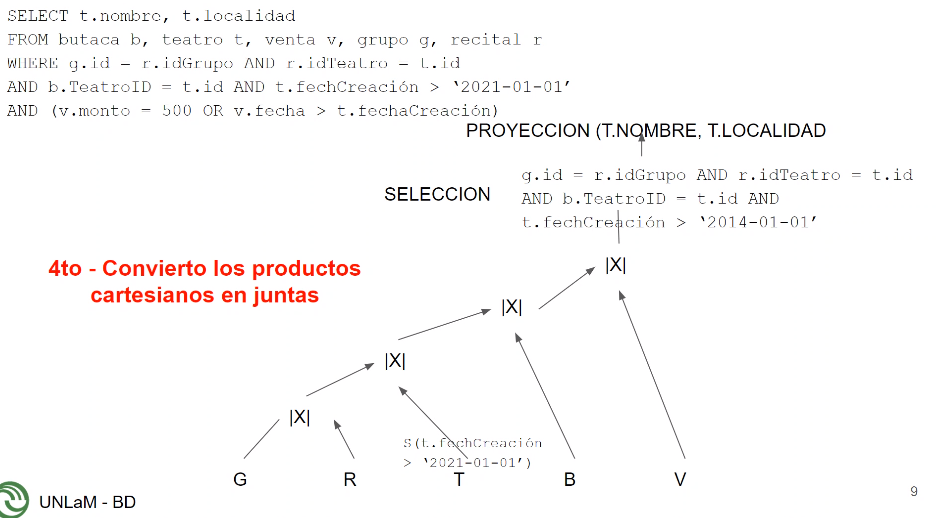 SELECT t.nombre, t.localidad
FROM butaca b, teatro t, venta v, grupo g, recital r
WHERE g.id = r.idGrupo AND r.idTeatro = t.id
AND b.TeatroID = t.id AND t.fechCreación > ‘2021-01-01’
AND (v.monto = 500 OR v.fecha > t.fechaCreación)
PROYECCION (T.NOMBRE, T.LOCALIDAD
SELECCION
g.id = r.idGrupo AND r.idTeatro = t.id
AND b.TeatroID = t.id AND
t.fechCreación > ‘2014-01-01’
4to - Convierto los productos
cartesianos en juntas
|X|
|X|
|X|
|X|
S(t.fechCreación
> ‘2021-01-01’)
G R T B V
UNLaM - BD
9